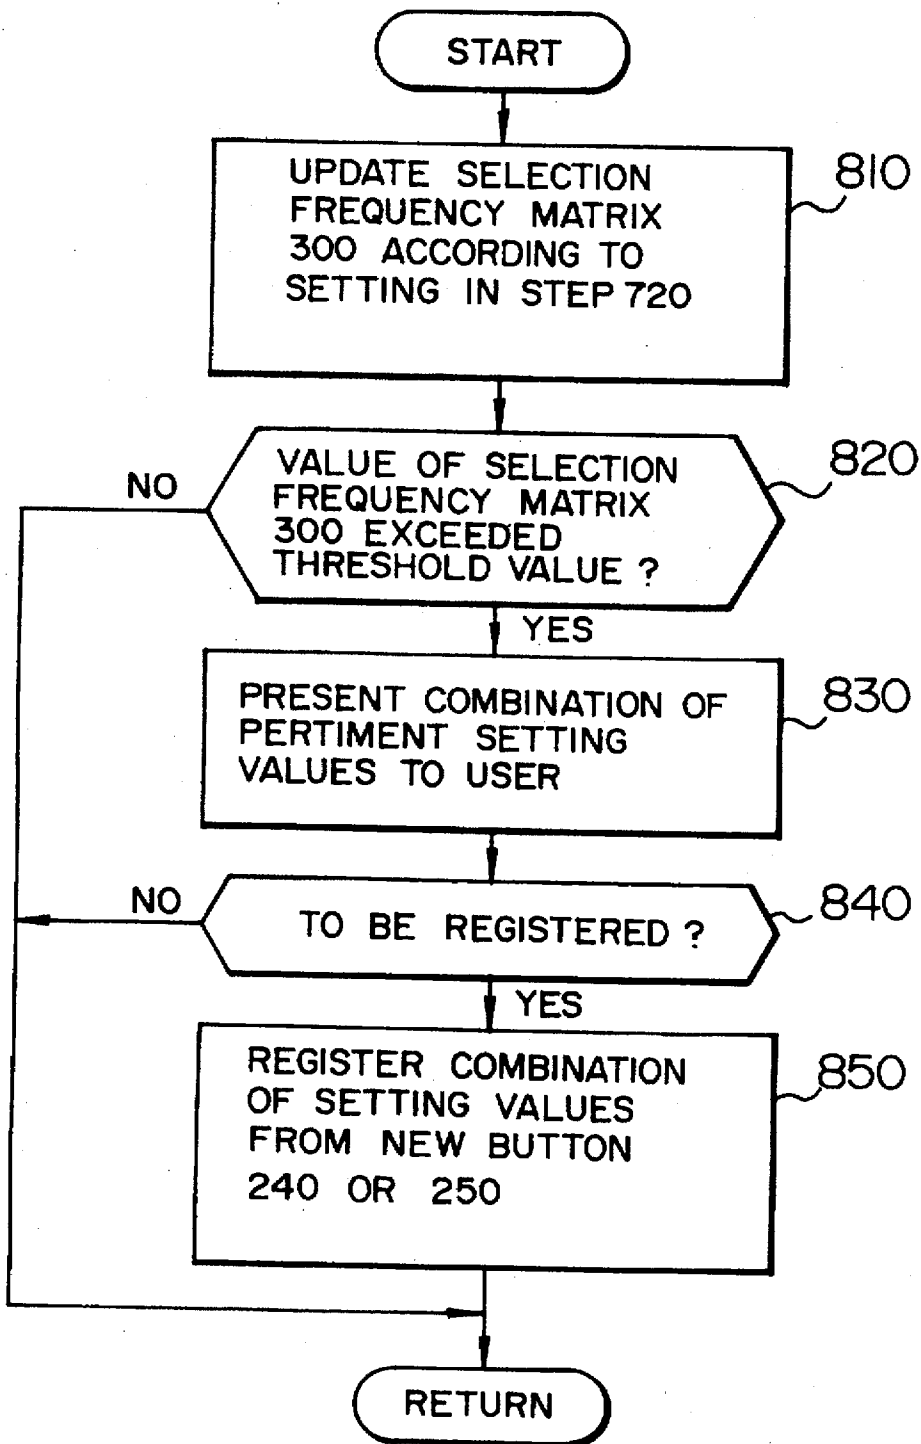 START
UPDATE SELECTION
FREQUENCY MATRIX
300 ACCORDING TO
SETTING IN STEP 720
810
VALUE OF SELECTION
FREQUENCY MATRIX
300 EXCEEDED
THRESHOLD VALUE ?
820
NO
YES
PRESENT COMBINATION OF
PERTIMENT SETTING
VALUES TO USER
830
TO BE REGISTERED ?
840
NO
YES
REGISTER COMBINATION
OF SETTING VALUES
FROM NEW BUTTON
240 OR 250
850
RETURN